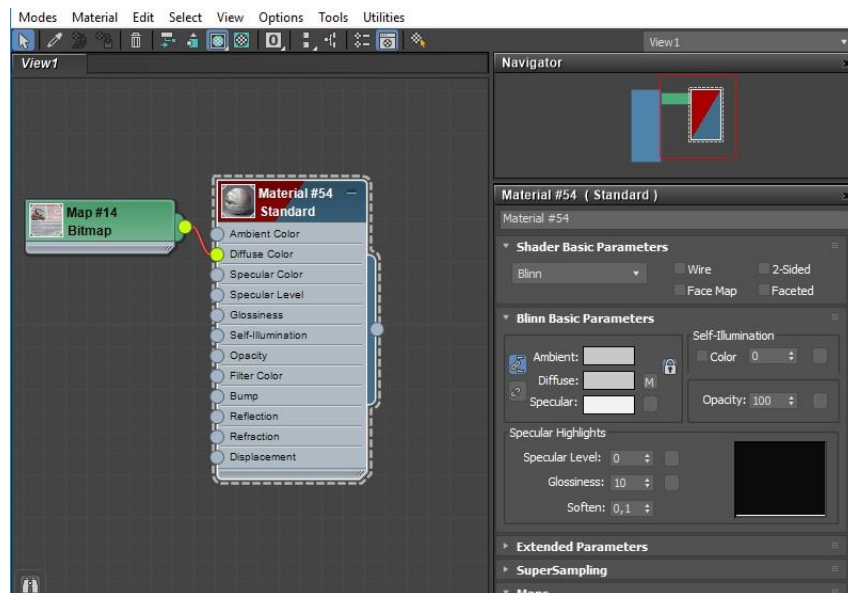 Modes Material Edit Select View Options Tools Utilities
View1
View1
Navigator
Map #14
Bitmap
Material #54
Standard
Ambient Color
Diffuse Color
Specular Color
Specular Level
Glossiness
Self-Illumination
Opacity
Filter Color
Bump
Reflection
Refraction
Displacement
Material #54 ( Standard )
Material #54
Shader Basic Parameters
Blinn
Wire 2-Sided
Face Map Faceted
Blinn Basic Parameters
Self-Illumination
Ambient: Color 0
Diffuse: M
Specular: Opacity: 100
Specular Highlights
Specular Level: 0
Glossiness: 10
Soften: 0,1
Extended Parameters
SuperSampling
Maps